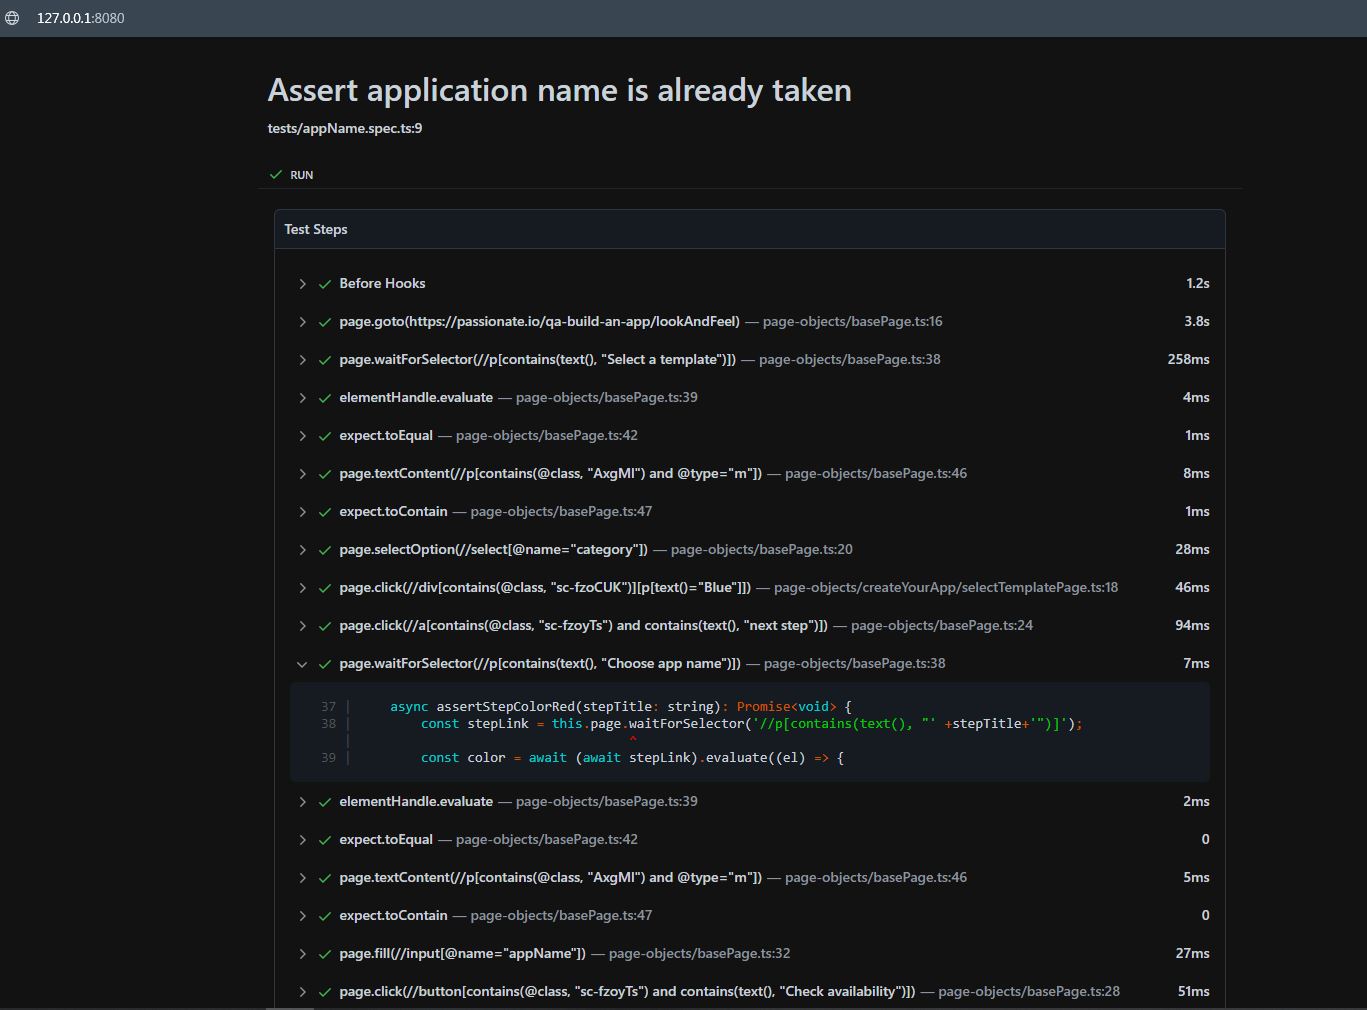 127.0.0.1:8080
Assert application name is already taken
tests/appName.spec.ts:9
RUN
Test Steps
Before Hooks 1.2s
page.goto(https://passionate.io/qa-build-an-app/lookAndFeel) — page-objects/basePage.ts:16 3.8s
page.waitForSelector(//p[contains(text(), "Select a template")]) — page-objects/basePage.ts:38 258ms
elementHandle.evaluate — page-objects/basePage.ts:39 4ms
expect.toEqual — page-objects/basePage.ts:42 1ms
page.textContent(//p[contains(@class, "AxgMl") and @type="m"]) — page-objects/basePage.ts:46 8ms
expect.toContain — page-objects/basePage.ts:47 1ms
page.selectOption(//select[@name="category"]) — page-objects/basePage.ts:20 28ms
page.click(//div[contains(@class, "sc-fzoCUK")][p[text()="Blue"]]) — page-objects/createYourApp/selectTemplatePage.ts:18 46ms
page.click(//a[contains(@class, "sc-fzoyTs") and contains(text(), "next step")]) — page-objects/basePage.ts:24 94ms
page.waitForSelector(//p[contains(text(), "Choose app name")]) — page-objects/basePage.ts:38 7ms
37 | async assertStepColorRed(stepTitle: string): Promise<void> {
38 | const stepLink = this.page.waitForSelector('//p[contains(text(), "' +stepTitle+'")]');
| ^
39 | const color = await (await stepLink).evaluate((el) => {
elementHandle.evaluate — page-objects/basePage.ts:39 2ms
expect.toEqual — page-objects/basePage.ts:42 0
page.textContent(//p[contains(@class, "AxgMl") and @type="m"]) — page-objects/basePage.ts:46 5ms
expect.toContain — page-objects/basePage.ts:47 0
page.fill(//input[@name="appName"]) — page-objects/basePage.ts:32 27ms
page.click(//button[contains(@class, "sc-fzoyTs") and contains(text(), "Check availability")]) — page-objects/basePage.ts:28 51ms